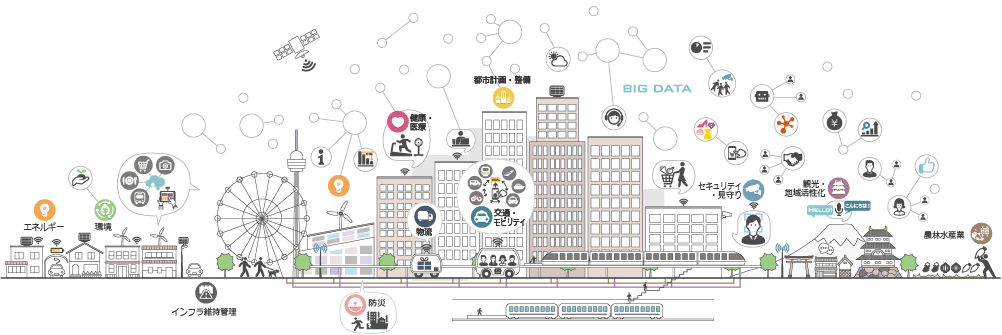 都市計画・整備
BIG DATA
健康・
医療
セキュリティ
・見守り
観光・
地域活性化
HELLO!
こんにちは!
エネルギー
環境
物流
交通・
モビリティ
農林水産業
インフラ維持管理
防災